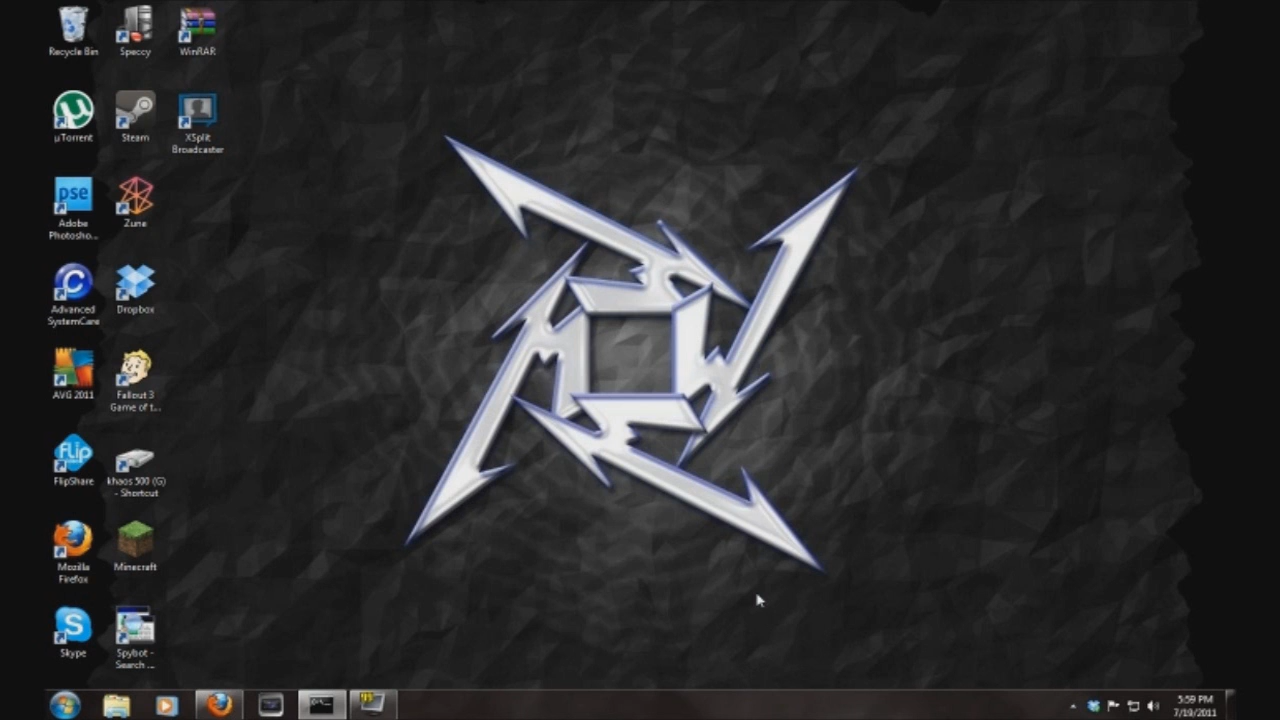 Recycle Bin
Speccy
WinRAR
µTorrent
Steam
XSplit
Broadcaster
pse
Adobe
Photosho...
Zune
Advanced
SystemCare
Dropbox
AVG 2011
Fallout 3
Game of t...
Flip
FlipShare
khaos 500 (G)
- Shortcut
Mozilla
Firefox
Minecraft
S
Skype
Spybot -
Search ...
5:59 PM
7/19/2011